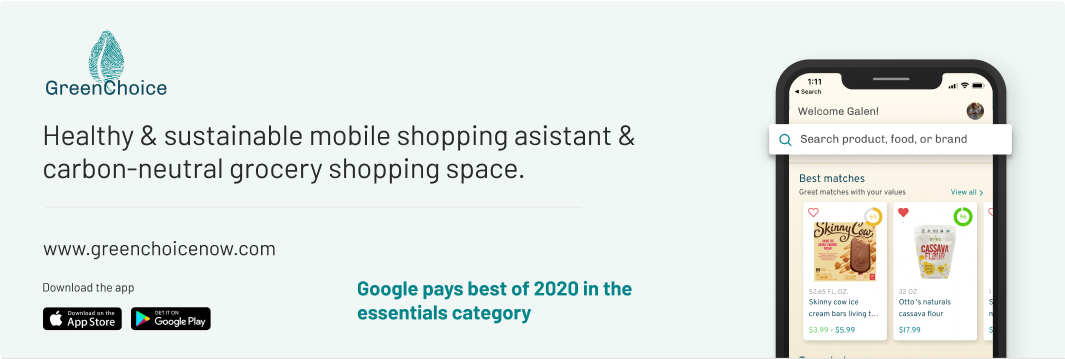 GreenChoice
Healthy & sustainable mobile shopping asistant &
carbon-neutral grocery shopping space.
www.greenchoicenow.com
Download the app
Download on the
App Store
GET IT ON
Google Play
Google pays best of 2020 in the
essentials category
1:11
Search
Welcome Galen!
Search product, food, or brand
Best matches
Great matches with your values
View all
65
Skinny Cow
96
CASSAVA
FLOUR
52.65 FL. OZ.
Skinny cow ice
cream bars living t...
$3.99 - $5.99
32 OZ.
Otto 's naturals
cassava flour
$17.99